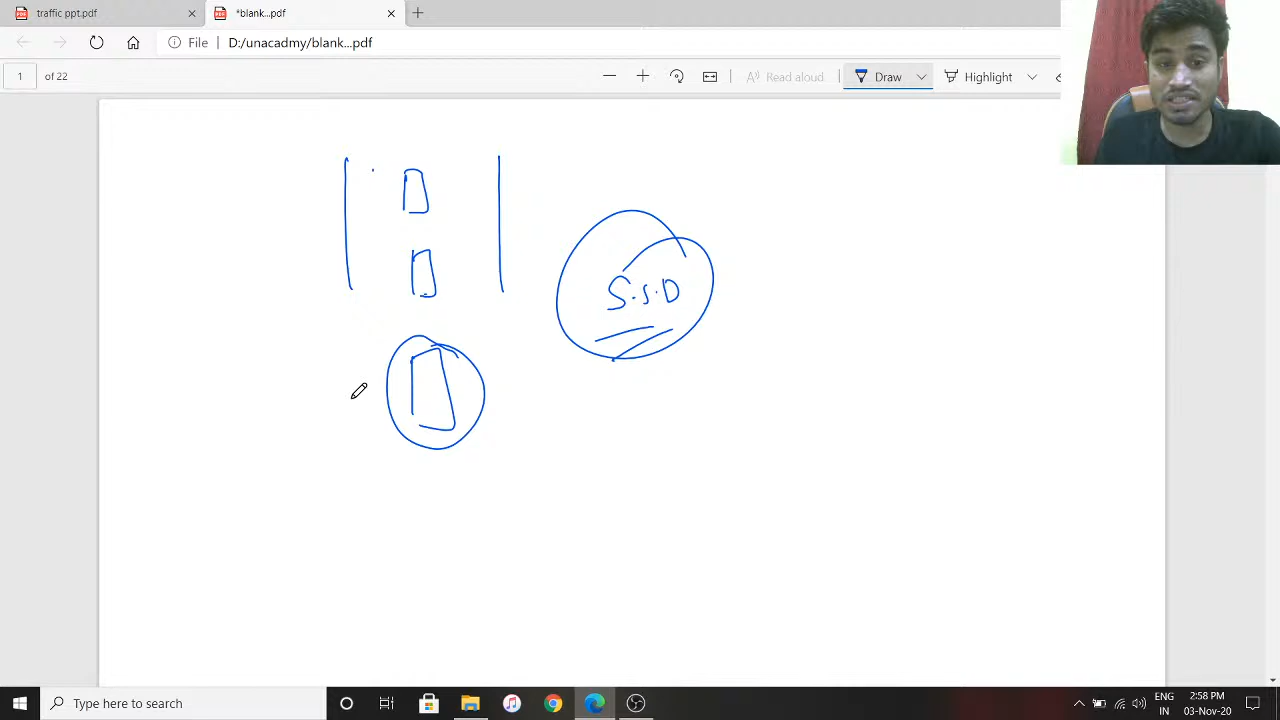 traffic ppt.pdf
*blank...pdf
File D:/unacadmy/blank...pdf
1 of 22
Read aloud
Draw
Highlight
S.S.D
Type here to search
ENG
IN
2:58 PM
03-Nov-20